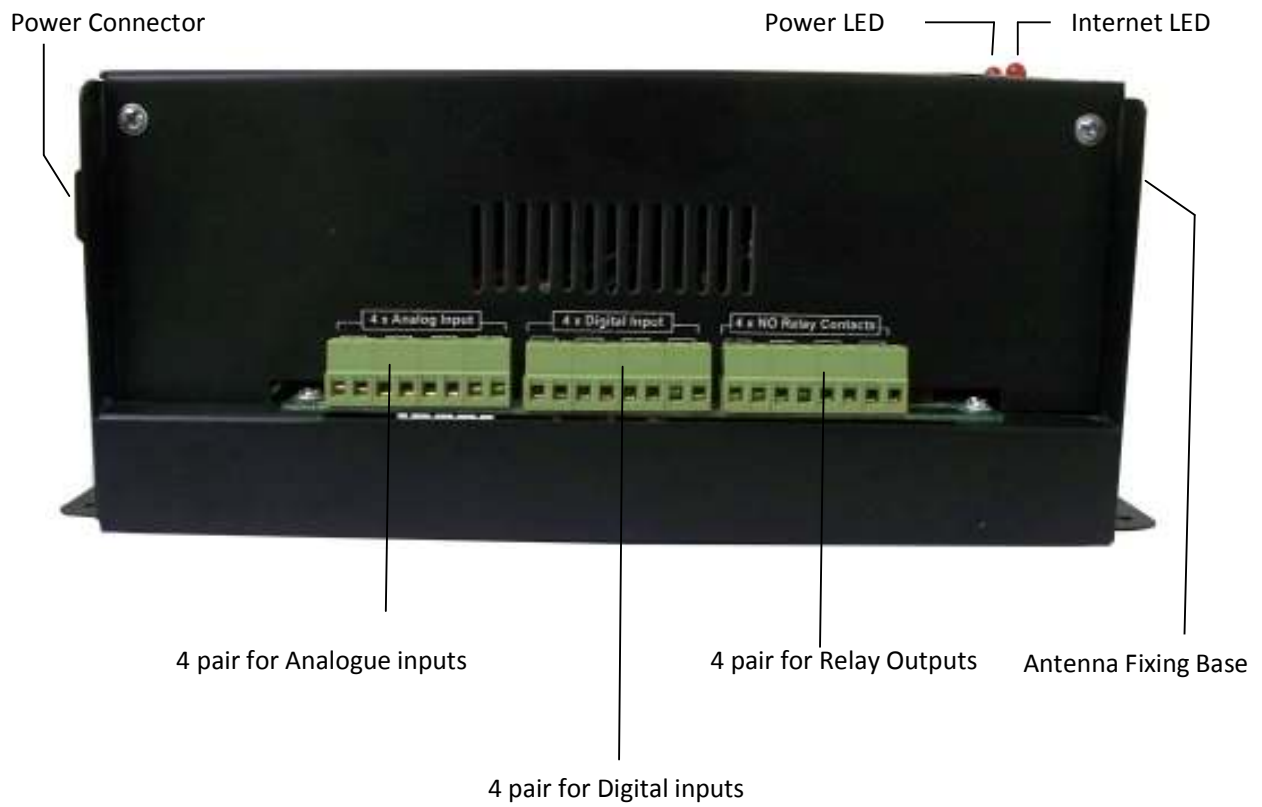 Power Connector
Power LED
Internet LED
4 x Analog Input
4 x Digital Input
4 x NO Relay Contacts
4 pair for Analogue inputs
4 pair for Relay Outputs
Antenna Fixing Base
4 pair for Digital inputs